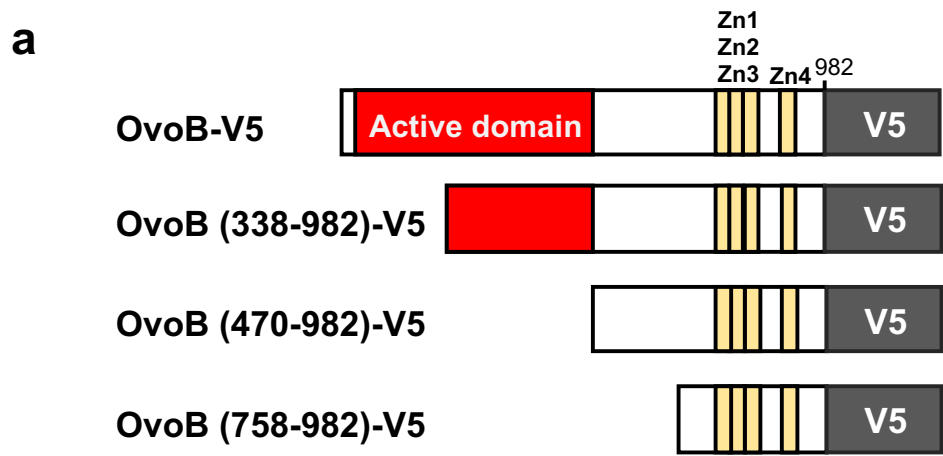 a
Zn1
Zn2
Zn3 Zn4 982
OvoB-V5 Active domain V5
OvoB (338-982)-V5 V5
OvoB (470-982)-V5 V5
OvoB (758-982)-V5 V5